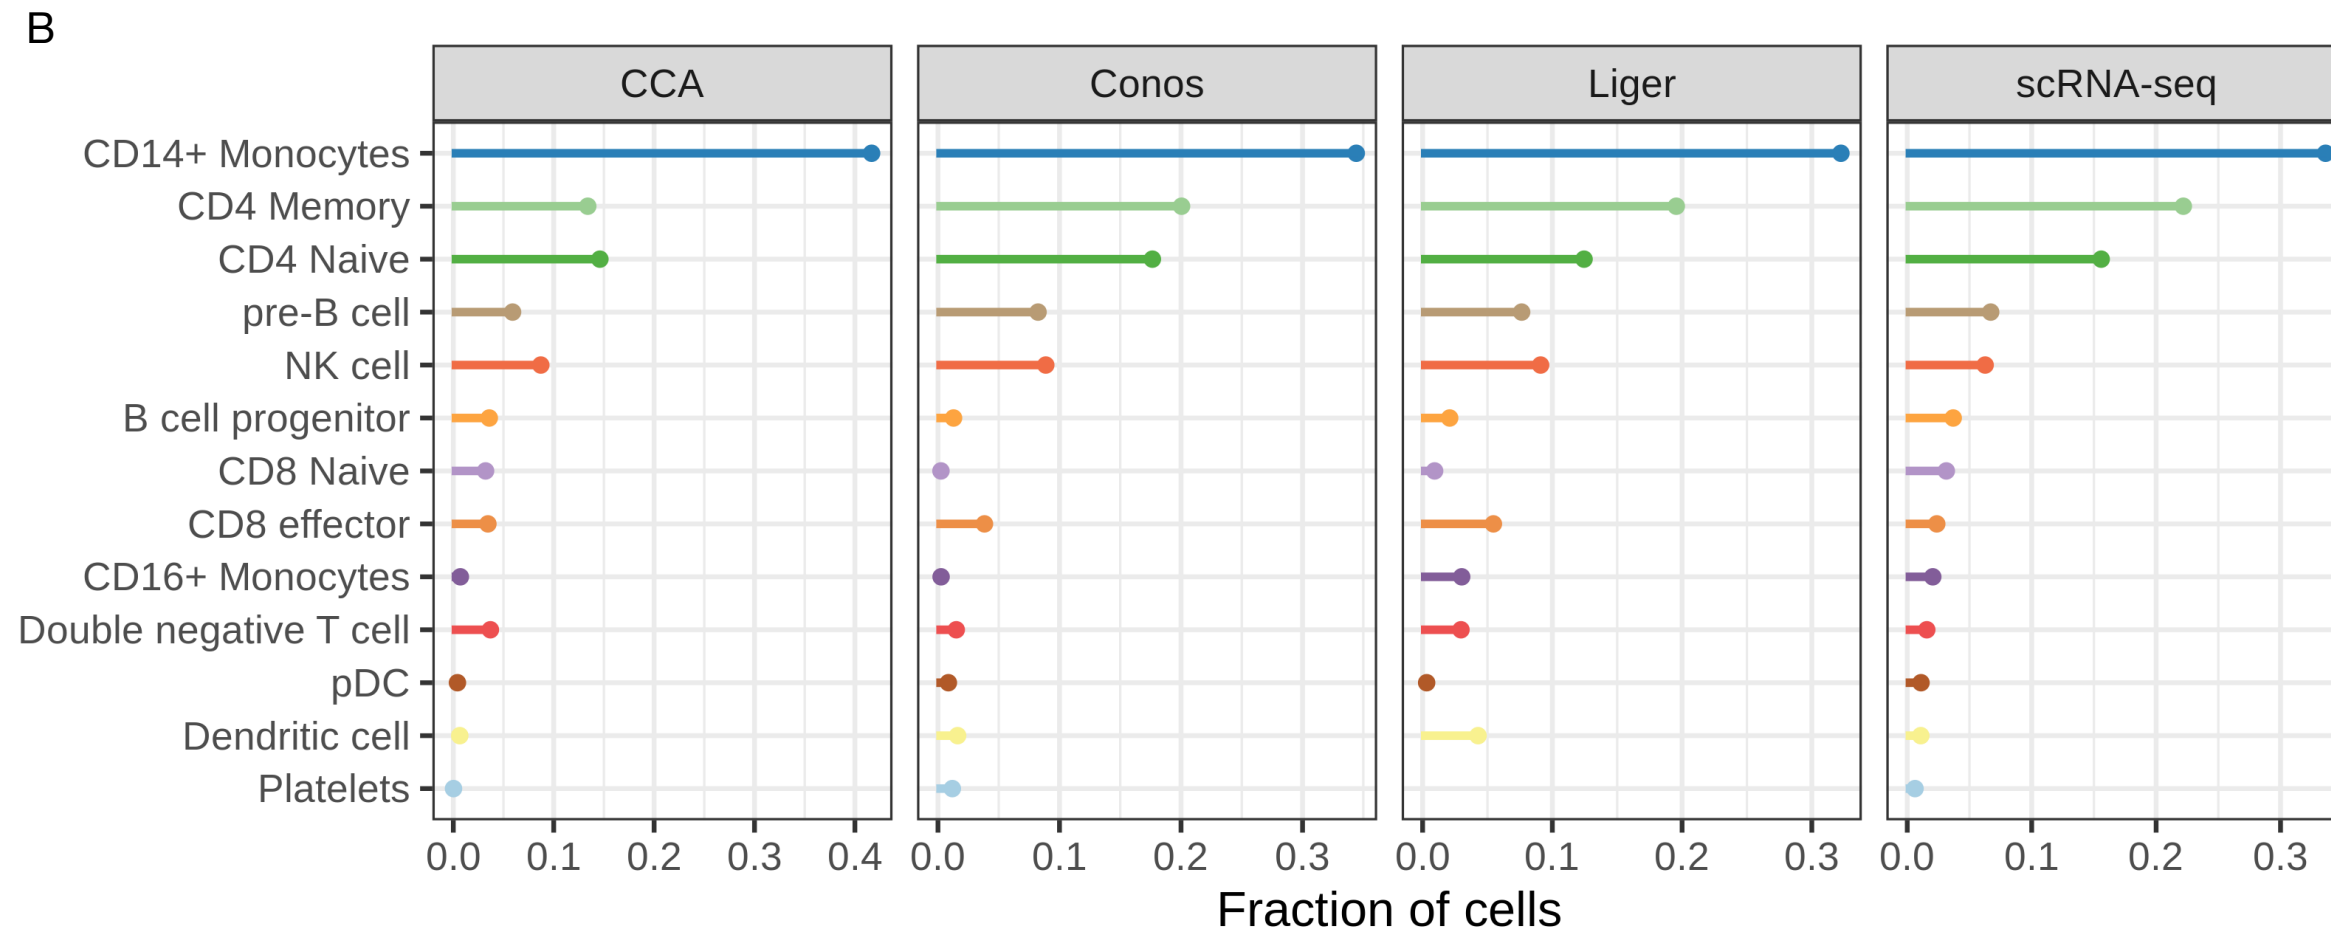 B
CCA Conos Liger scRNA-seq
CD14+ Monocytes
CD4 Memory
CD4 Naive
pre-B cell
NK cell
B cell progenitor
CD8 Naive
CD8 effector
CD16+ Monocytes
Double negative T cell
pDC
Dendritic cell
Platelets
0.0 0.1 0.2 0.3 0.4 0.0 0.1 0.2 0.3 0.0 0.1 0.2 0.3 0.0 0.1 0.2 0.3
Fraction of cells